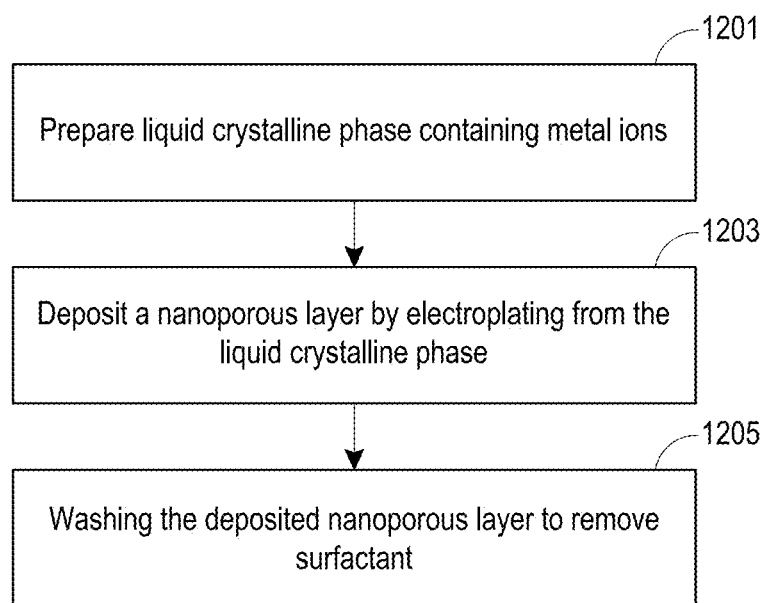 1201
Prepare liquid crystalline phase containing metal ions
1203
Deposit a nanoporous layer by electroplating from the
liquid crystalline phase
1205
Washing the deposited nanoporous layer to remove
surfactant